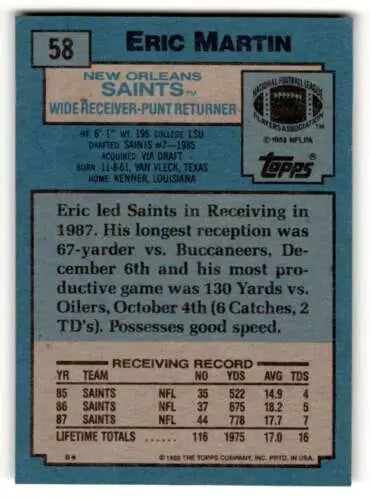 58
ERIC MARTIN
NEW ORLEANS
SAINTS™
WIDE RECEIVER-PUNT RETURNER
NATIONAL FOOTBALL LEAGUE
PLAYERS ASSOCIATION™
© 1988 NFLPA
Topps®
HT: 6' 1" WT: 195 COLLEGE: LSU
DRAFTED: SAINTS #7-1985
ACQUIRED: VIA DRAFT
BORN: 11-8-61, VAN VLECK, TEXAS
HOME: KENNER, LOUISIANA
Eric led Saints in Receiving in
1987. His longest reception was
67-yarder vs. Buccaneers, De-
cember 6th and his most pro-
ductive game was 130 Yards vs.
Oilers, October 4th (6 Catches, 2
TD's). Possesses good speed.
RECEIVING RECORD
YR TEAM NO YDS AVG TDS
85 SAINTS NFL 35 522 14.9 4
86 SAINTS NFL 37 675 18.2 5
87 SAINTS NFL 44 778 17.7 7
LIFETIME TOTALS 116 1975 17.0 16
© 1988 THE TOPPS COMPANY, INC. PRTD. IN USA.